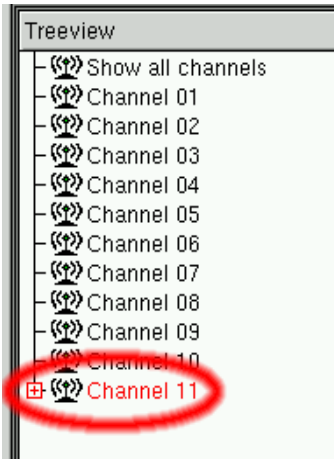 Treeview
Show all channels
Channel 01
Channel 02
Channel 03
Channel 04
Channel 05
Channel 06
Channel 07
Channel 08
Channel 09
Channel 10
Channel 11